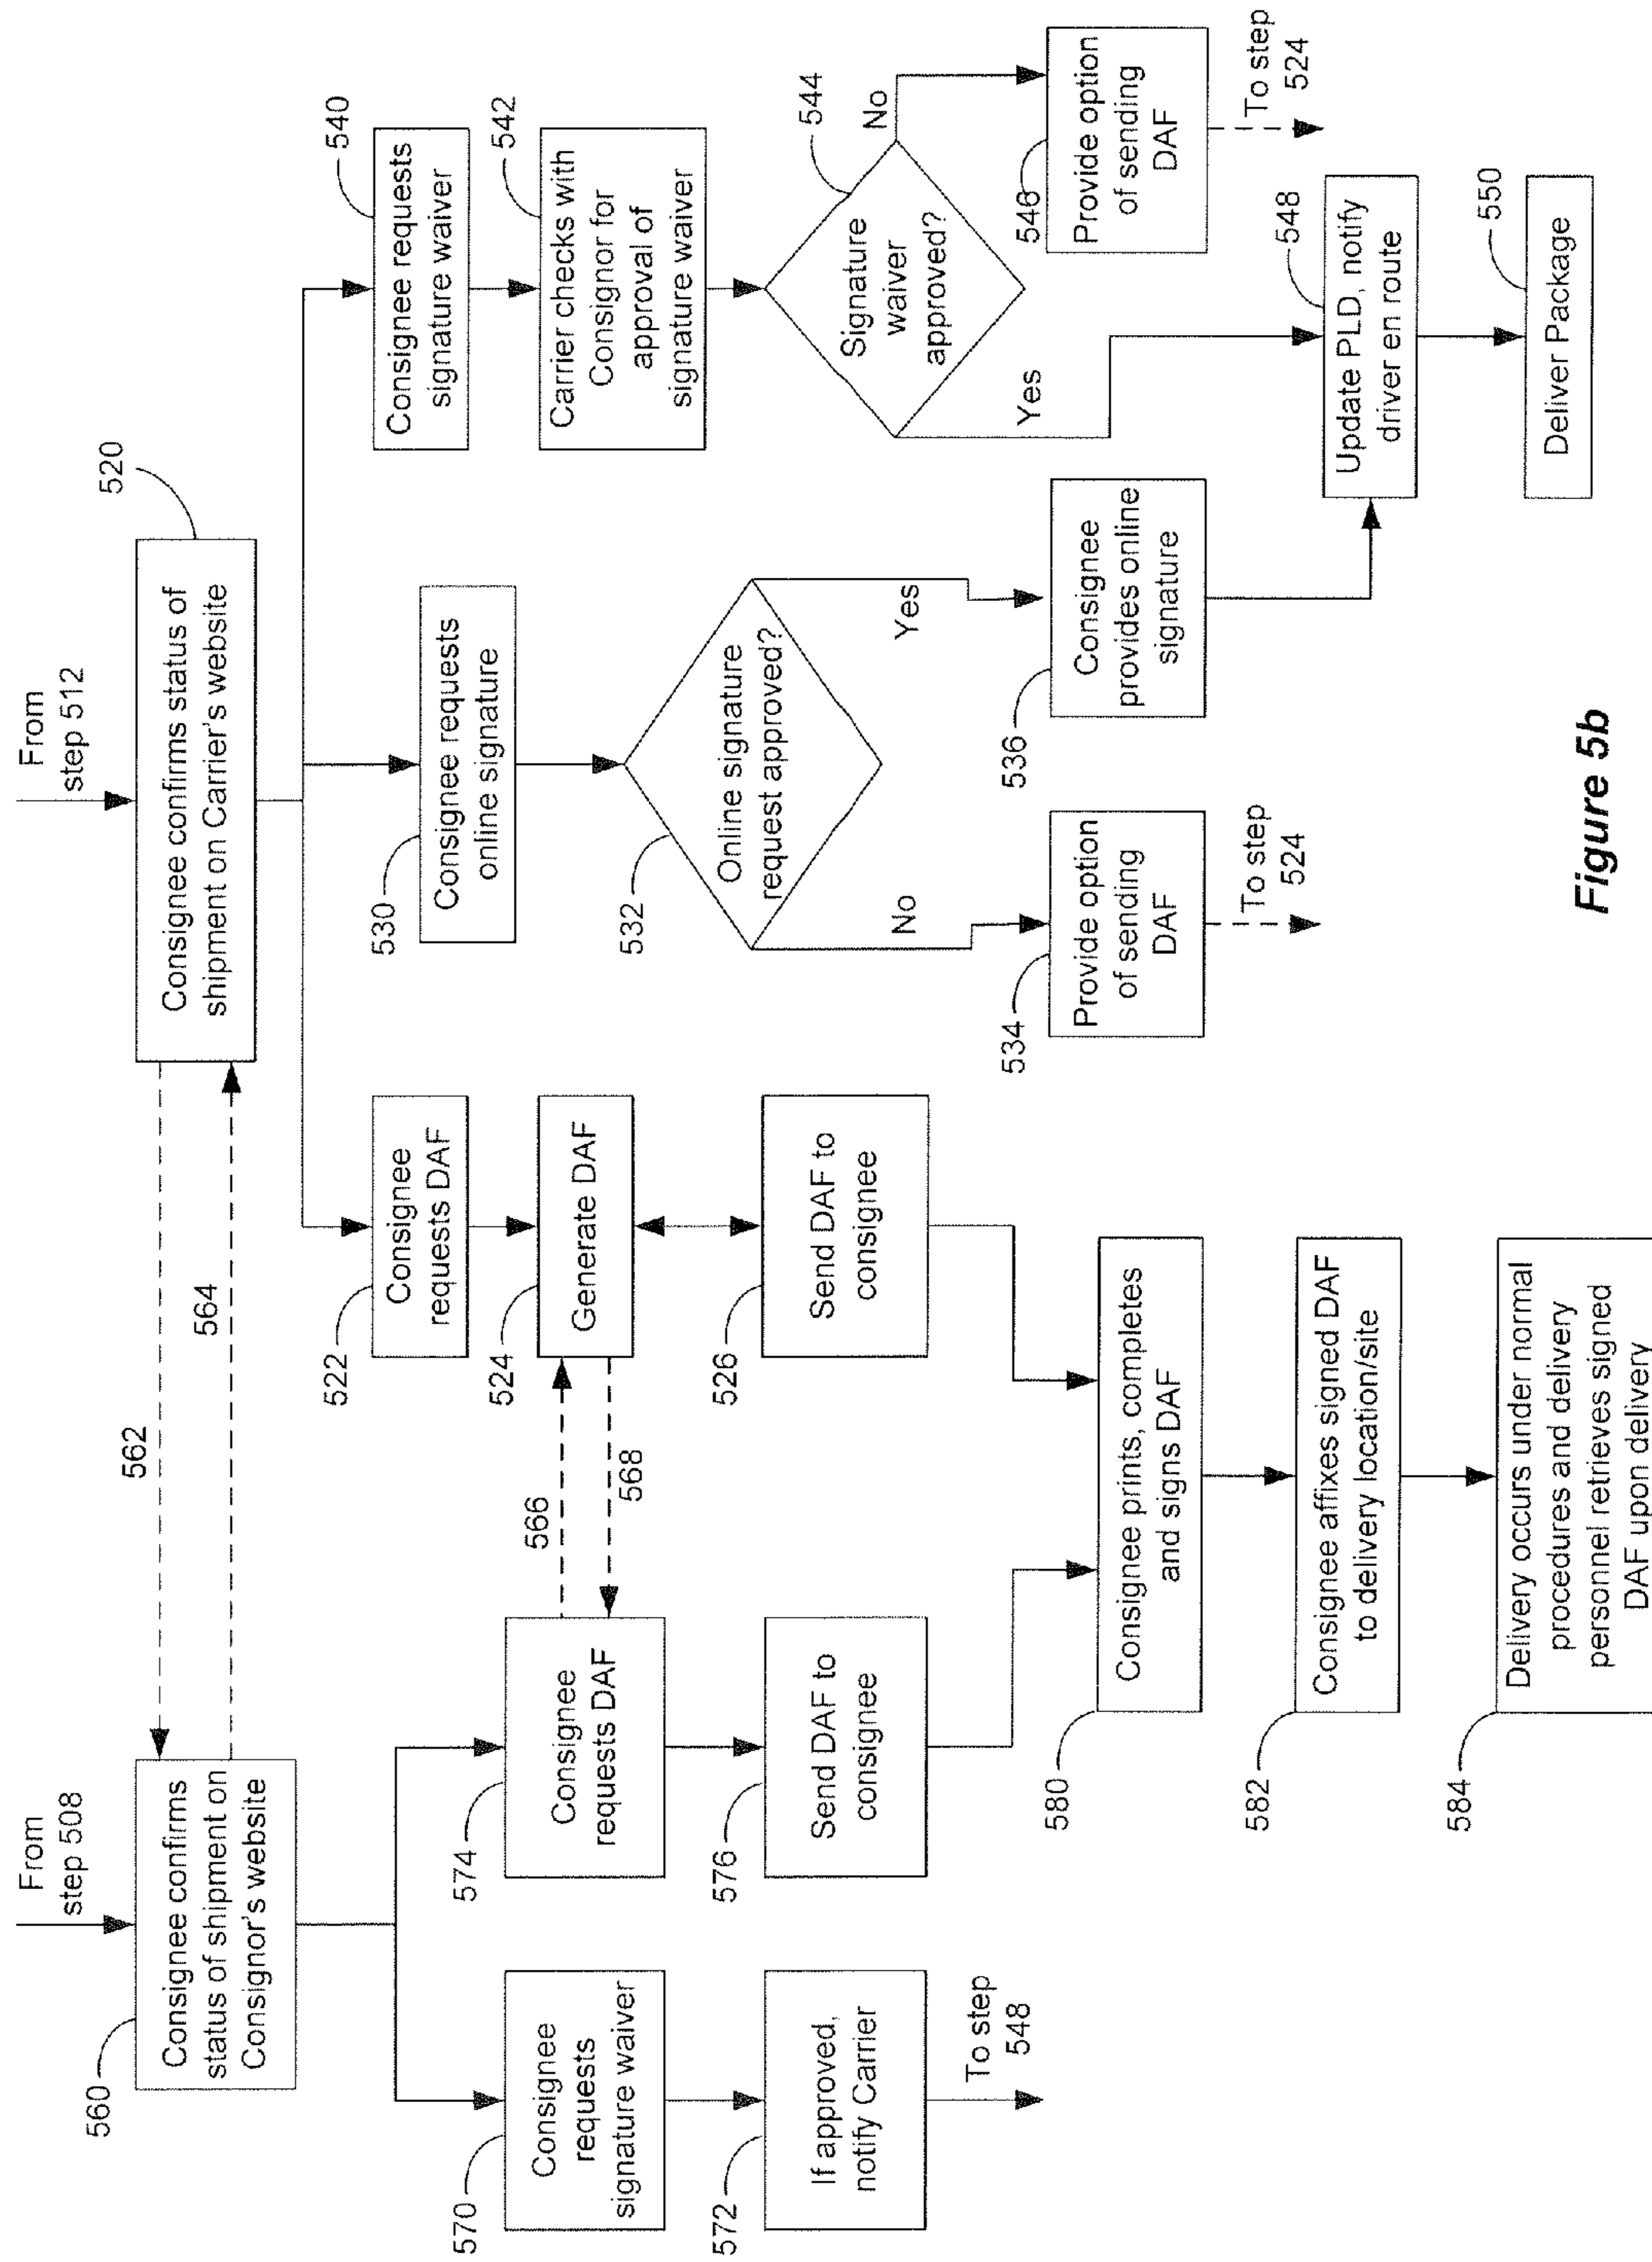 From
step 508
560
Consignee confirms
status of shipment on
Consignor's website
562
564
From
step 512
520
Consignee confirms status of
shipment on Carrier's website
570
Consignee
requests
signature waiver
572
If approved,
notify Carrier
To step
548
574
Consignee
requests DAF
566
568
576
Send DAF to
consignee
522
Consignee
requests DAF
524
Generate DAF
526
Send DAF to
consignee
580
Consignee prints, completes
and signs DAF
582
Consignee affixes signed DAF
to delivery location/site
584
Delivery occurs under normal
procedures and delivery
personnel retrieves signed
DAF upon delivery
530
Consignee requests
online signature
532
Online signature
request approved?
No
Yes
534
Provide option
of sending
DAF
To step
524
536
Consignee
provides online
signature
540
Consignee requests
signature waiver
542
Carrier checks with
Consignor for
approval of
signature waiver
544
Signature
waiver
approved?
Yes
No
546
Provide option
of sending
DAF
To step
524
548
Update PLD, notify
driver en route
550
Deliver Package
Figure 5b